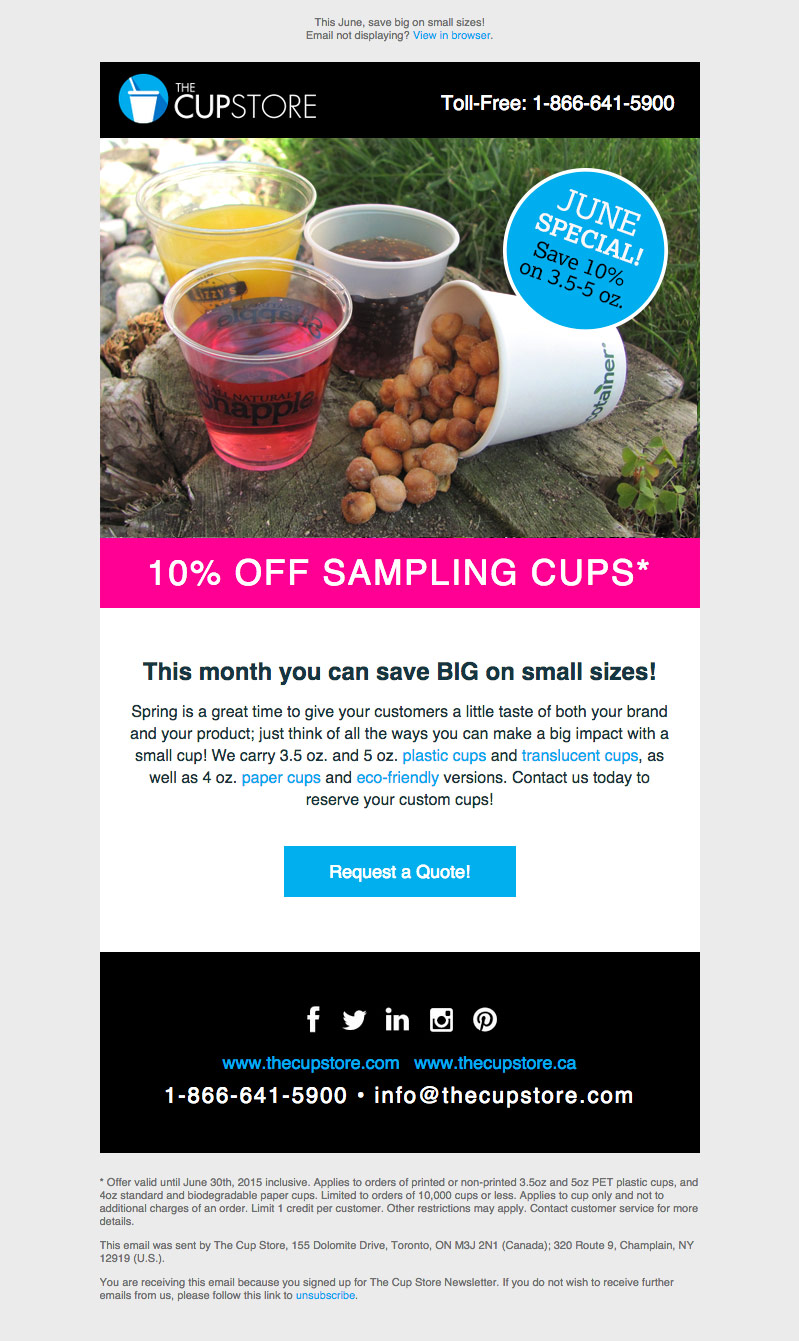 This June, save big on small sizes!
Email not displaying? View in browser.
THE
CUPSTORE
Toll-Free: 1-866-641-5900
JUNE
SPECIAL!
Save 10%
on 3.5-5 oz.
Lizzy's
Snapple
ALL NATURAL
Snapple
ecotainer
10% OFF SAMPLING CUPS*
This month you can save BIG on small sizes!
Spring is a great time to give your customers a little taste of both your brand
and your product; just think of all the ways you can make a big impact with a
small cup! We carry 3.5 oz. and 5 oz. plastic cups and translucent cups, as
well as 4 oz. paper cups and eco-friendly versions. Contact us today to
reserve your custom cups!
Request a Quote!
www.thecupstore.com www.thecupstore.ca
1-866-641-5900 • info@thecupstore.com
* Offer valid until June 30th, 2015 inclusive. Applies to orders of printed or non-printed 3.5oz and 5oz PET plastic cups, and
4oz standard and biodegradable paper cups. Limited to orders of 10,000 cups or less. Applies to cup only and not to
additional charges of an order. Limit 1 credit per customer. Other restrictions may apply. Contact customer service for more
details.
This email was sent by The Cup Store, 155 Dolomite Drive, Toronto, ON M3J 2N1 (Canada); 320 Route 9, Champlain, NY
12919 (U.S.).
You are receiving this email because you signed up for The Cup Store Newsletter. If you do not wish to receive further
emails from us, please follow this link to unsubscribe.